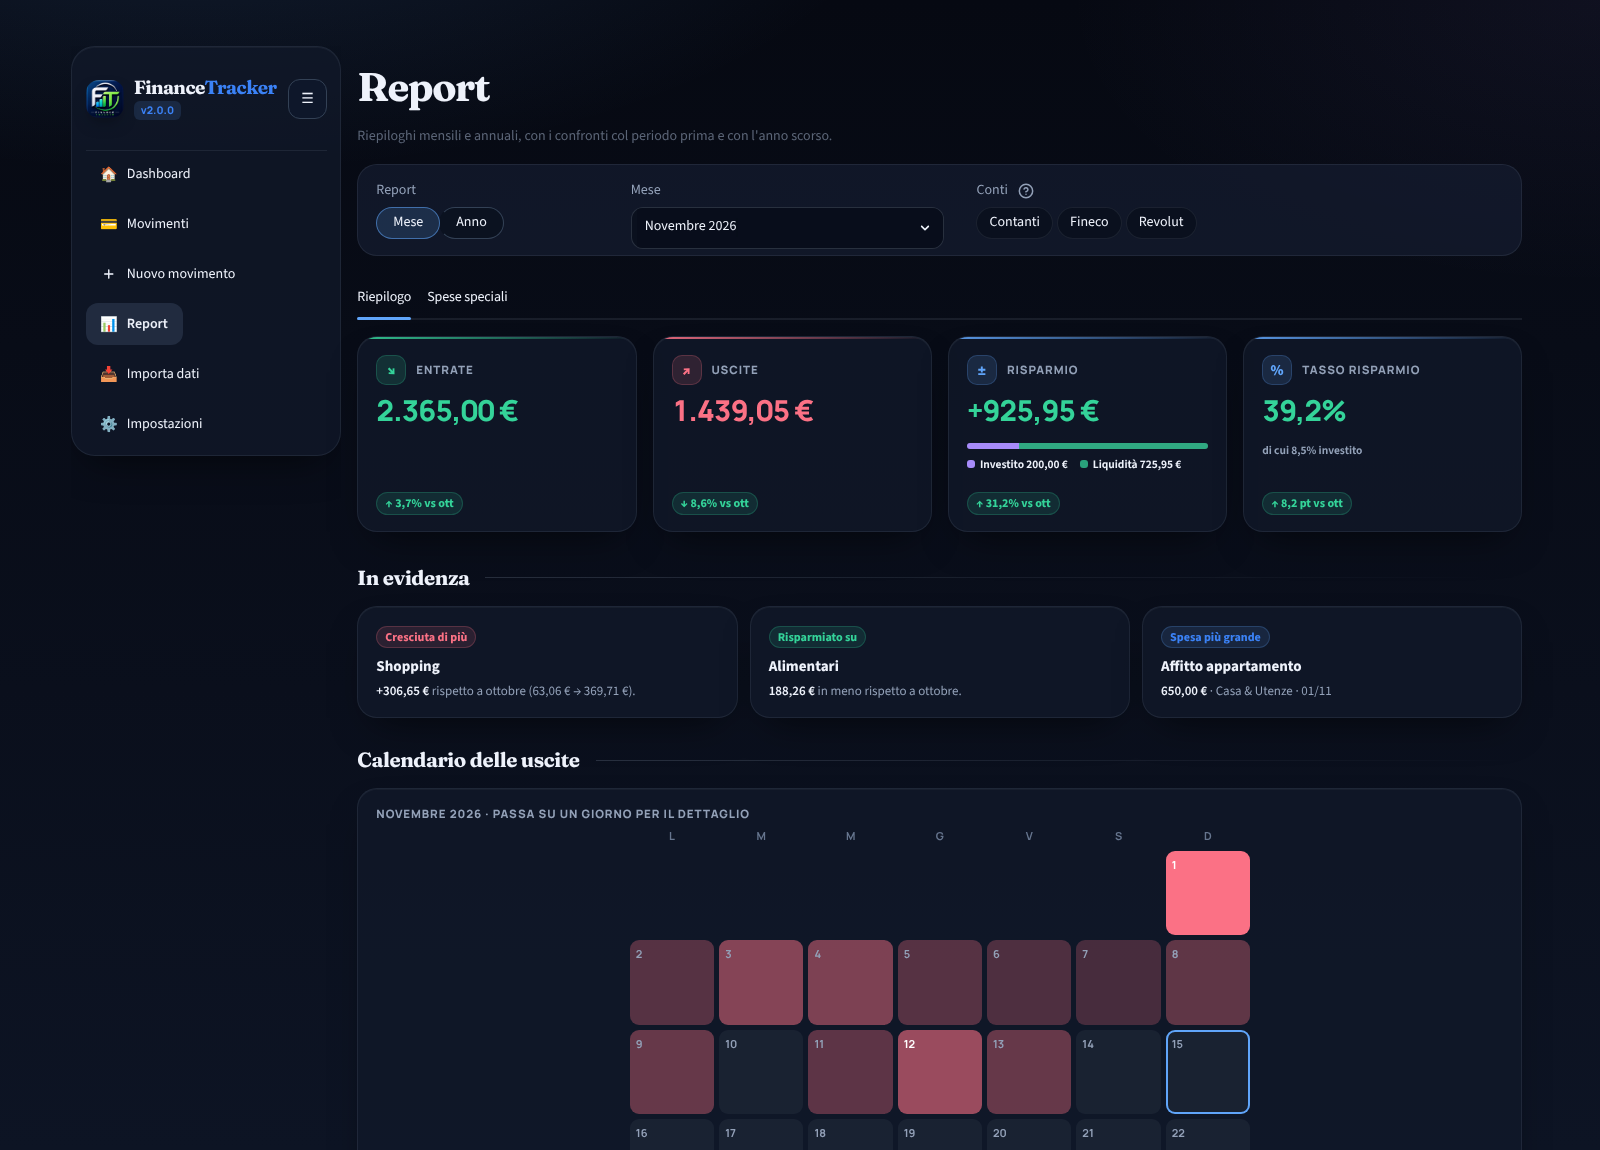 FinanceTracker
v2.0.0
☰
Dashboard
Movimenti
+ Nuovo movimento
Report
Importa dati
Impostazioni
Report
Riepiloghi mensili e annuali, con i confronti col periodo prima e con l'anno scorso.
Report
Mese Anno
Mese
Novembre 2026
Conti ?
Contanti Fineco Revolut
Riepilogo Spese speciali
↘ ENTRATE
2.365,00 €
↑ 3,7% vs ott
↗ USCITE
1.439,05 €
↓ 8,6% vs ott
± RISPARMIO
+925,95 €
Investito 200,00 € Liquidità 725,95 €
↑ 31,2% vs ott
% TASSO RISPARMIO
39,2%
di cui 8,5% investito
↑ 8,2 pt vs ott
In evidenza
Cresciuta di più
Shopping
+306,65 € rispetto a ottobre (63,06 € → 369,71 €).
Risparmiato su
Alimentari
188,26 € in meno rispetto a ottobre.
Spesa più grande
Affitto appartamento
650,00 € · Casa & Utenze · 01/11
Calendario delle uscite
NOVEMBRE 2026 · PASSA SU UN GIORNO PER IL DETTAGLIO
L M M G V S D
1
2 3 4 5 6 7 8
9 10 11 12 13 14 15
16 17 18 19 20 21 22